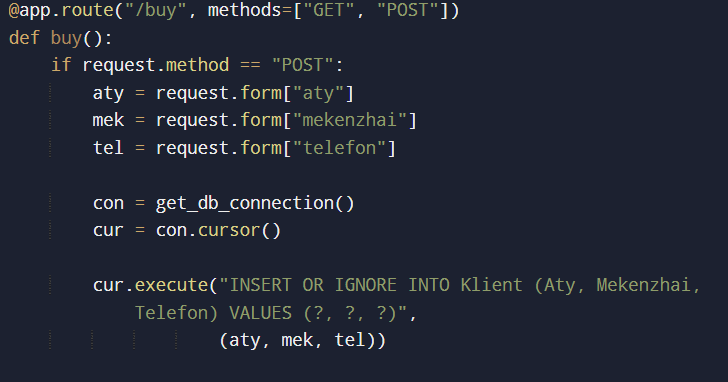 @app.route("/buy", methods=["GET", "POST"])
def buy():
    if request.method == "POST":
        aty = request.form["aty"]
        mek = request.form["mekenzhai"]
        tel = request.form["telefon"]

        con = get_db_connection()
        cur = con.cursor()

        cur.execute("INSERT OR IGNORE INTO Klient (Aty, Mekenzhai,
            Telefon) VALUES (?, ?, ?)",
                    (aty, mek, tel))